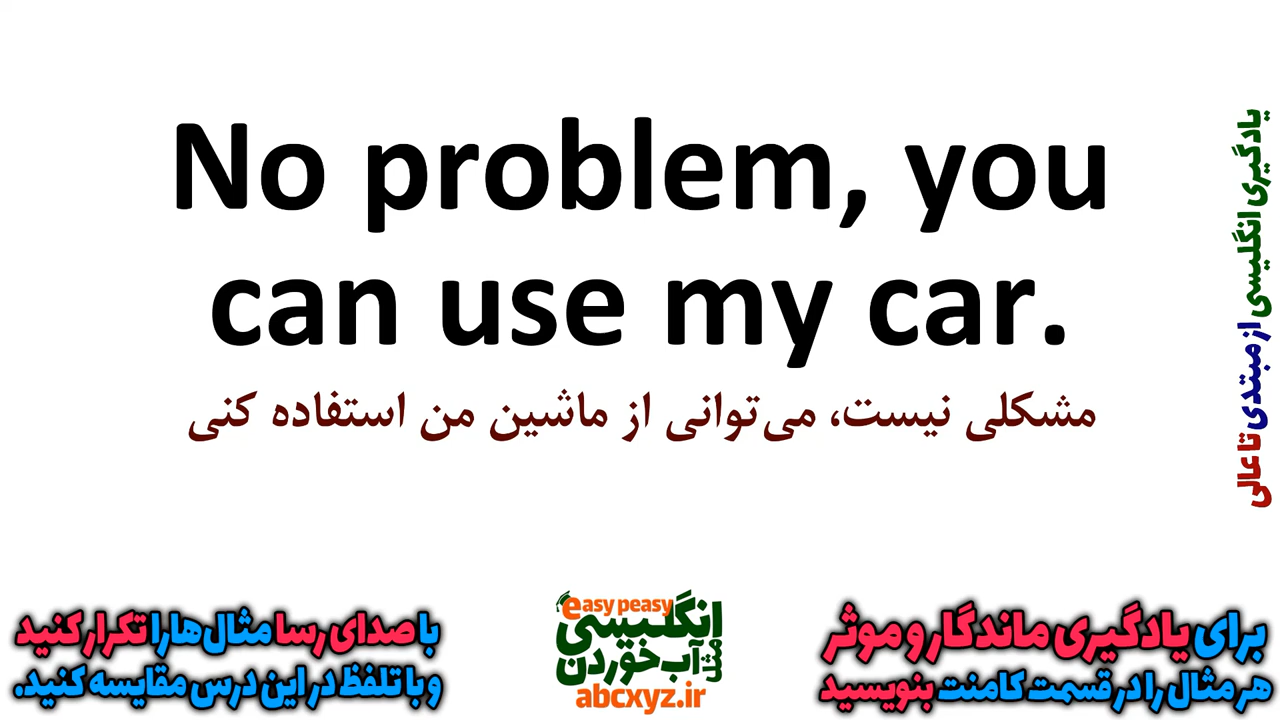 No problem, you
can use my car.
مشکلی نیست، می‌توانی از ماشین من استفاده کنی
یادگیری انگلیسی از مبتدی تا عالی
برای یادگیری ماندگار و موثر
هر مثال را در قسمت کامنت بنویسید
easy peasy
انگلیسی
مثل آب خوردن
abcxyz.ir
با صدای رسا مثال‌ها را تکرار کنید
و با تلفظ در این درس مقایسه کنید.